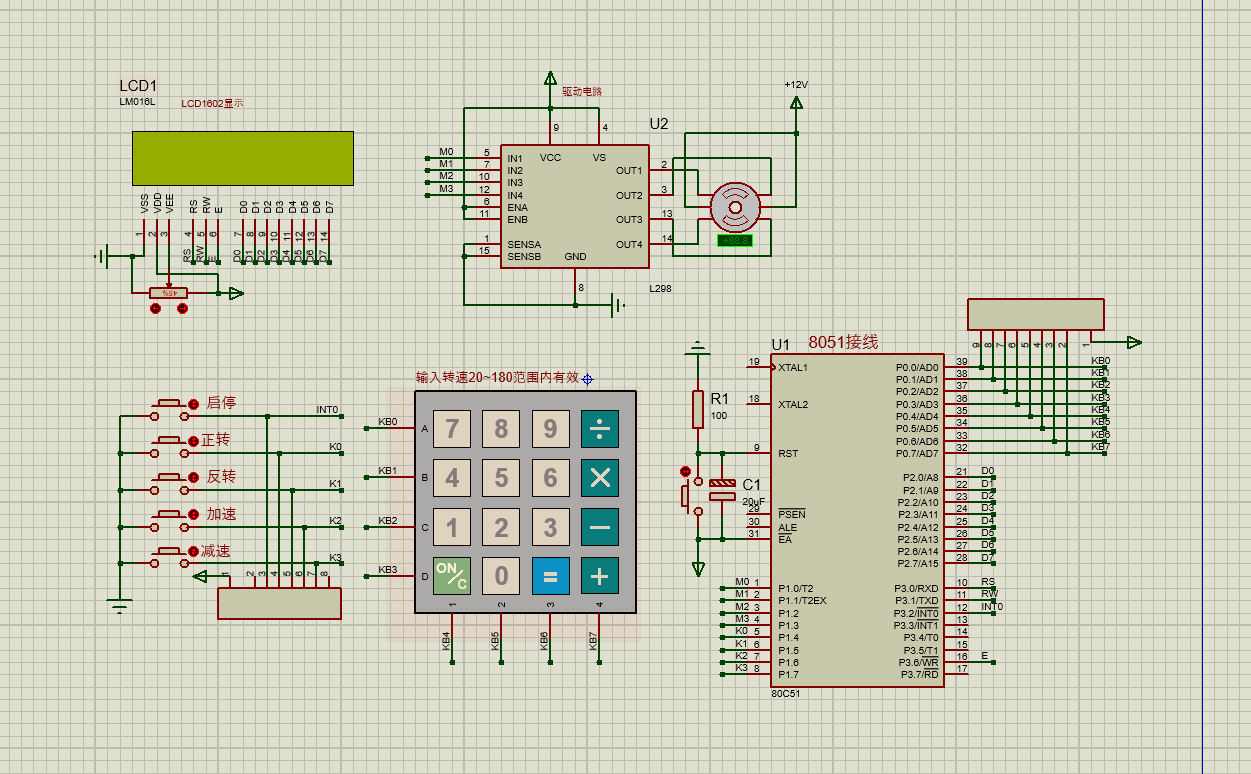 LCD1
LM016L
LCD1602显示
VSS
VDD
VEE
RS
RW
E
D0
D1
D2
D3
D4
D5
D6
D7
1
2
3
4
5
6
7
8
9
10
11
12
13
14
RS
RW
E
D0
D1
D2
D3
D4
D5
D6
D7
驱动电路
U2
9
4
VCC
VS
M0
5
IN1
M1
7
IN2
M2
10
IN3
M3
12
IN4
6
ENA
11
ENB
1
SENSA
15
SENSB
OUT1
2
OUT2
3
OUT3
13
OUT4
14
GND
8
L298
+12V
启停
INT0
正转
K0
反转
K1
加速
K2
减速
K3
1
2
3
4
5
6
7
8
输入转速20~180范围内有效
KB0
A
7
8
9
÷
KB1
B
4
5
6
×
KB2
C
1
2
3
−
KB3
D
ON/C
0
=
+
1
2
3
4
KB4
KB5
KB6
KB7
R1
100
C1
20uF
U1
8051接线
19
XTAL1
18
XTAL2
9
RST
29
PSEN
30
ALE
31
EA
M0
1
P1.0/T2
M1
2
P1.1/T2EX
M2
3
P1.2
M3
4
P1.3
K0
5
P1.4
K1
6
P1.5
K2
7
P1.6
K3
8
P1.7
80C51
9
8
7
6
5
4
3
2
1
P0.0/AD0
39
KB0
P0.1/AD1
38
KB1
P0.2/AD2
37
KB2
P0.3/AD3
36
KB3
P0.4/AD4
35
KB4
P0.5/AD5
34
KB5
P0.6/AD6
33
KB6
P0.7/AD7
32
KB7
P2.0/A8
21
D0
P2.1/A9
22
D1
P2.2/A10
23
D2
P2.3/A11
24
D3
P2.4/A12
25
D4
P2.5/A13
26
D5
P2.6/A14
27
D6
P2.7/A15
28
D7
P3.0/RXD
10
RS
P3.1/TXD
11
RW
P3.2/INT0
12
INT0
P3.3/INT1
13
P3.4/T0
14
P3.5/T1
15
P3.6/WR
16
E
P3.7/RD
17